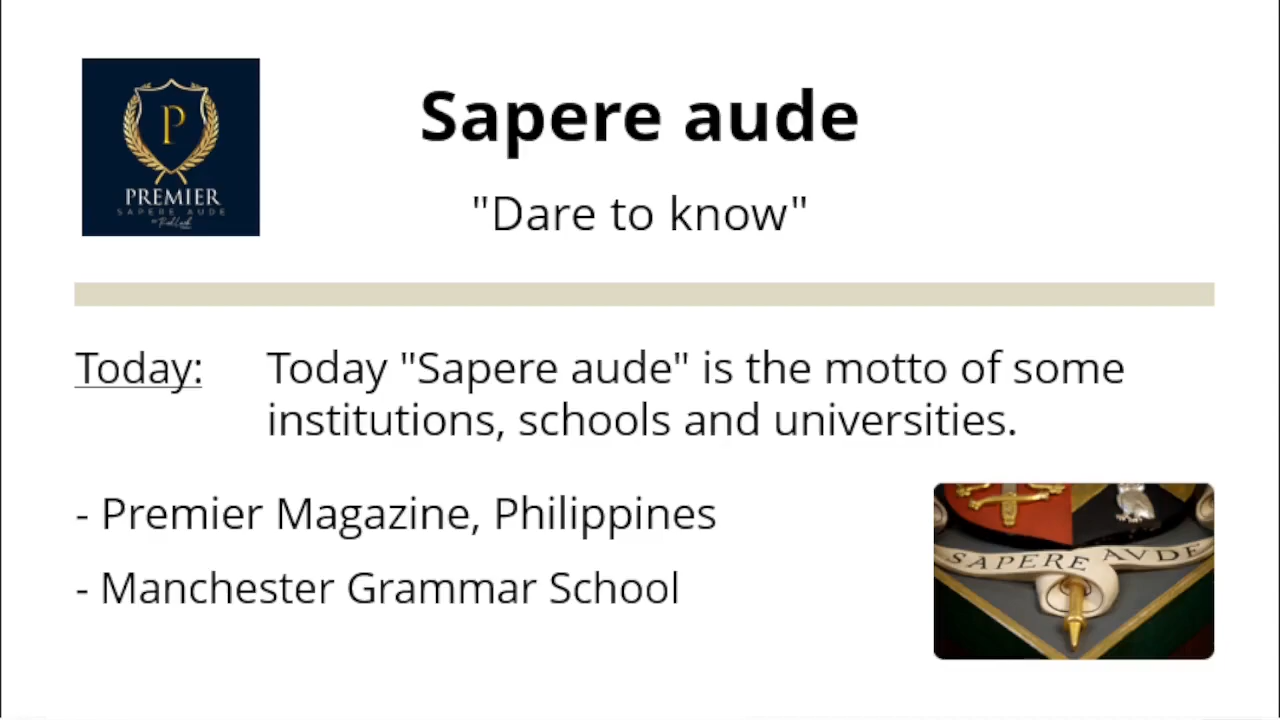 Sapere aude
"Dare to know"
PREMIER
SAPERE AUDE
Today: Today "Sapere aude" is the motto of some
institutions, schools and universities.
- Premier Magazine, Philippines
- Manchester Grammar School
SAPERE AVDE